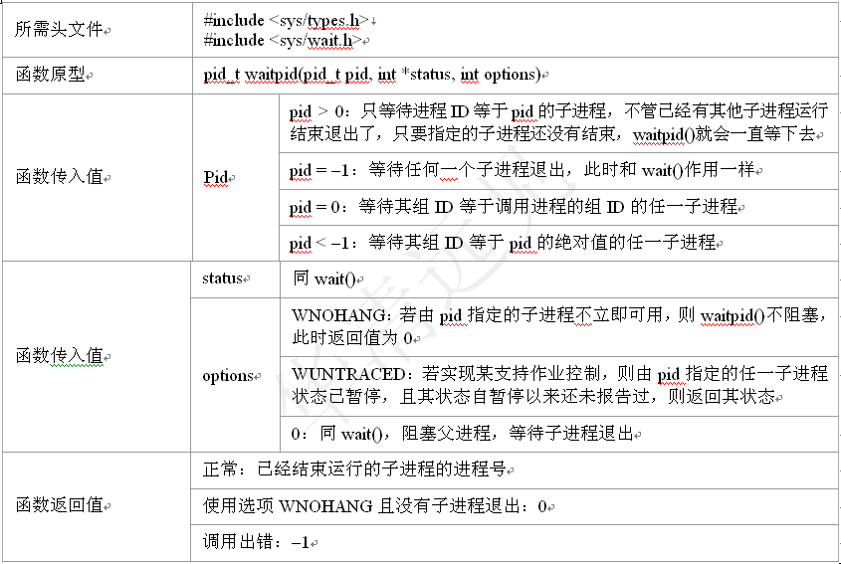 所需头文件
#include <sys/types.h>
#include <sys/wait.h>
函数原型
pid_t waitpid(pid_t pid, int *status, int options)
函数传入值
Pid
pid > 0：只等待进程 ID 等于 pid 的子进程，不管已经有其他子进程运行
结束退出了，只要指定的子进程还没有结束，waitpid()就会一直等下去
pid = –1：等待任何一个子进程退出，此时和 wait()作用一样
pid = 0：等待其组 ID 等于调用进程的组 ID 的任一子进程
pid < –1：等待其组 ID 等于 pid 的绝对值的任一子进程
函数传入值
status
同 wait()
options
WNOHANG：若由 pid 指定的子进程不立即可用，则 waitpid()不阻塞，
此时返回值为 0
WUNTRACED：若实现某支持作业控制，则由 pid 指定的任一子进程
状态已暂停，且其状态自暂停以来还未报告过，则返回其状态
0：同 wait()，阻塞父进程，等待子进程退出
函数返回值
正常：已经结束运行的子进程的进程号
使用选项 WNOHANG 且没有子进程退出：0
调用出错：–1
华清远见